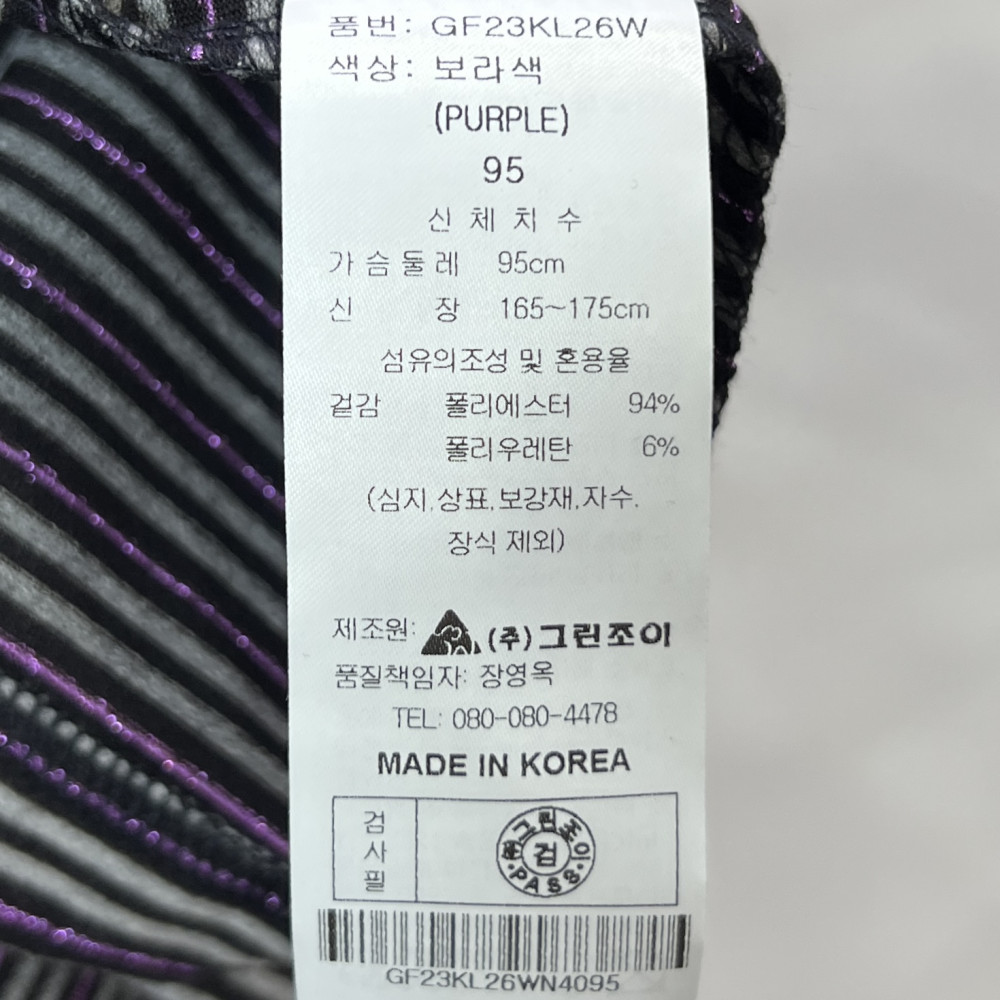 품번: GF23KL26W
색상: 보라색
(PURPLE)
95
신 체 치 수
가슴둘레 95cm
신 장 165~175cm
섬유의조성 및 혼용율
겉감 폴리에스터 94%
폴리우레탄 6%
(심지,상표,보강재,자수,
장식 제외)
제조원: (주)그린조이
품질책임자: 장영옥
TEL: 080-080-4478
MADE IN KOREA
검사필
그린조이
검
PASS
GF23KL26WN4095